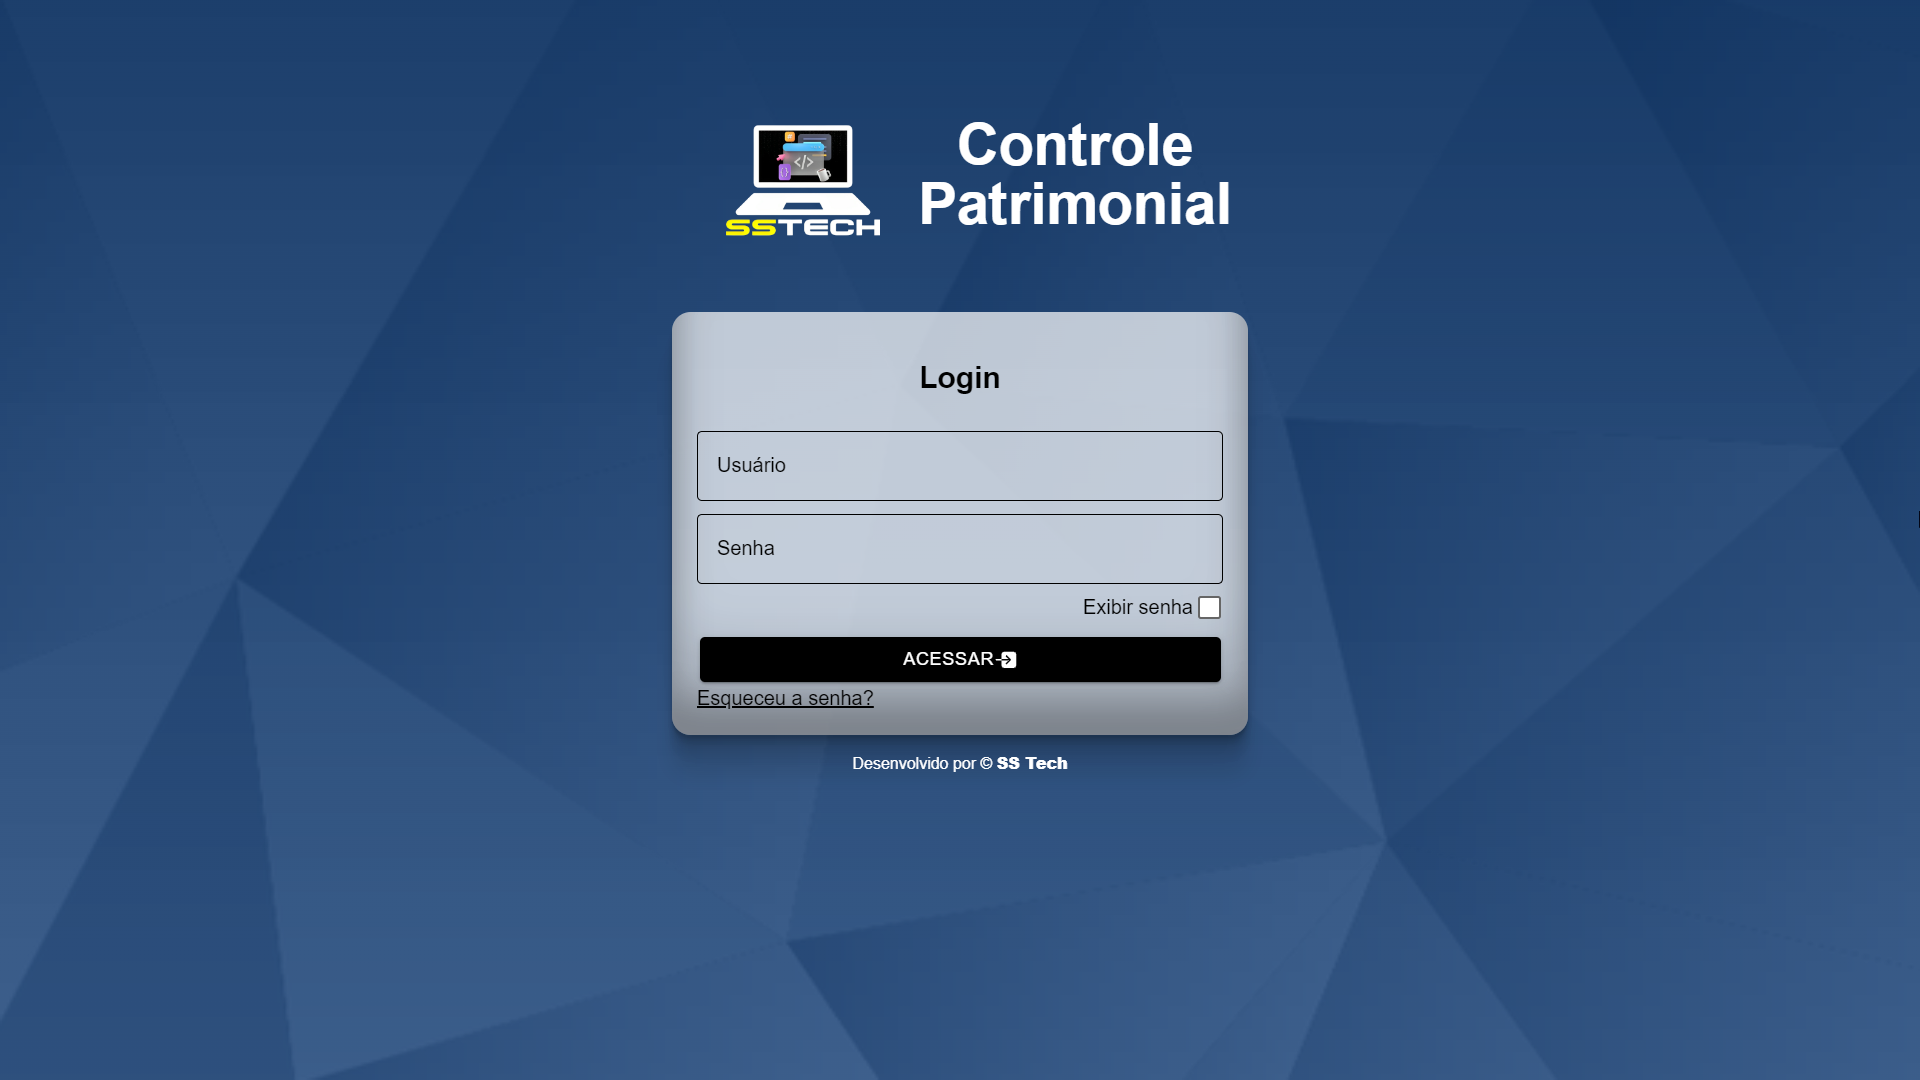 Controle
Patrimonial
SSTECH
Login
Usuário
Senha
Exibir senha
ACESSAR
Esqueceu a senha?
Desenvolvido por © SS Tech